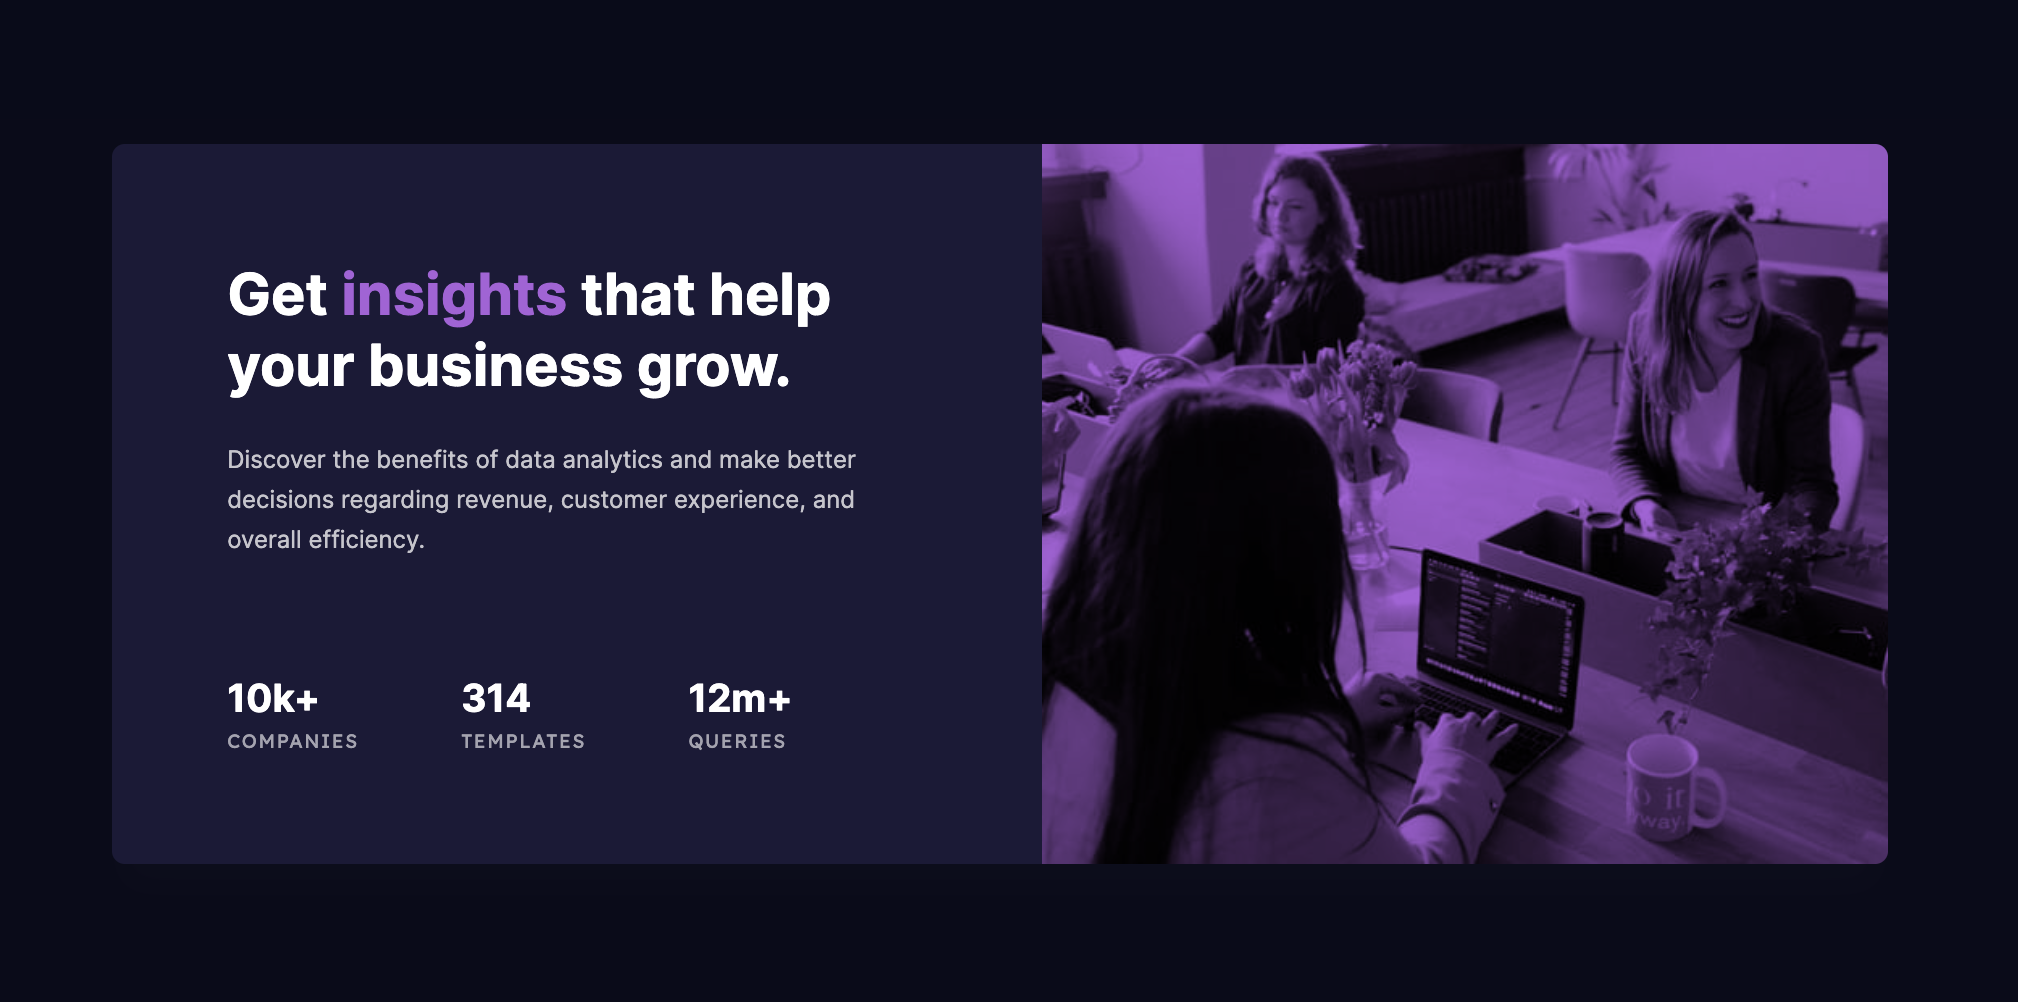 Get insights that help
your business grow.
Discover the benefits of data analytics and make better
decisions regarding revenue, customer experience, and
overall efficiency.
10k+ 314 12m+
COMPANIES TEMPLATES QUERIES